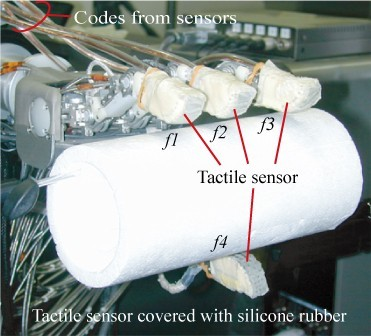 Codes from sensors
f1
f2
f3
Tactile sensor
f4
Tactile sensor covered with silicone rubber